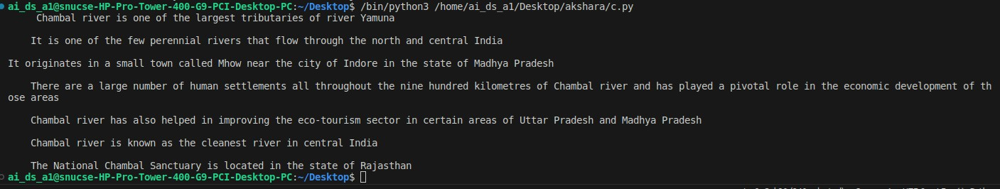 ai_ds_a1@snucse-HP-Pro-Tower-400-G9-PCI-Desktop-PC:~/Desktop$ /bin/python3 /home/ai_ds_a1/Desktop/akshara/c.py
Chambal river is one of the largest tributaries of river Yamuna
It is one of the few perennial rivers that flow through the north and central India
It originates in a small town called Mhow near the city of Indore in the state of Madhya Pradesh
There are a large number of human settlements all throughout the nine hundred kilometres of Chambal river and has played a pivotal role in the economic development of th
ose areas
Chambal river has also helped in improving the eco-tourism sector in certain areas of Uttar Pradesh and Madhya Pradesh
Chambal river is known as the cleanest river in central India
The National Chambal Sanctuary is located in the state of Rajasthan
ai_ds_a1@snucse-HP-Pro-Tower-400-G9-PCI-Desktop-PC:~/Desktop$